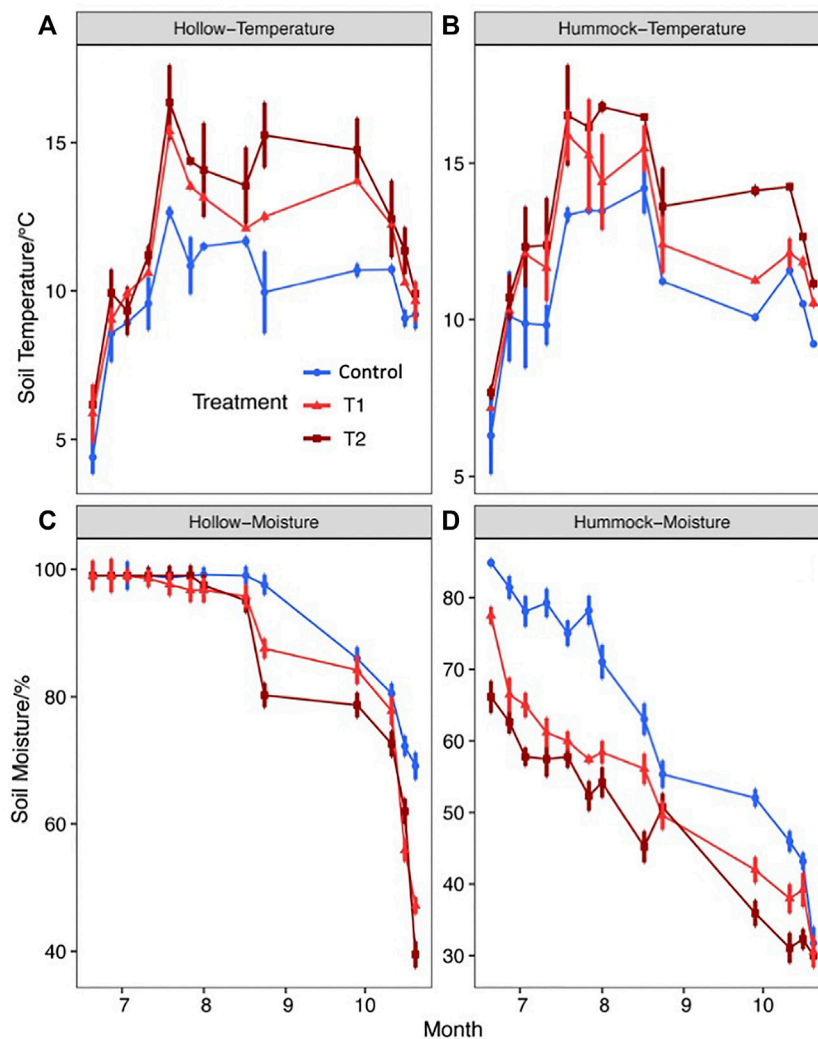 A
Hollow–Temperature
B
Hummock–Temperature
Soil Temperature/°C
15
10
5
15
10
5
Treatment
Control
T1
T2
C
Hollow–Moisture
D
Hummock–Moisture
Soil Moisture/%
100
80
60
40
80
70
60
50
40
30
7
8
9
10
7
8
9
10
Month